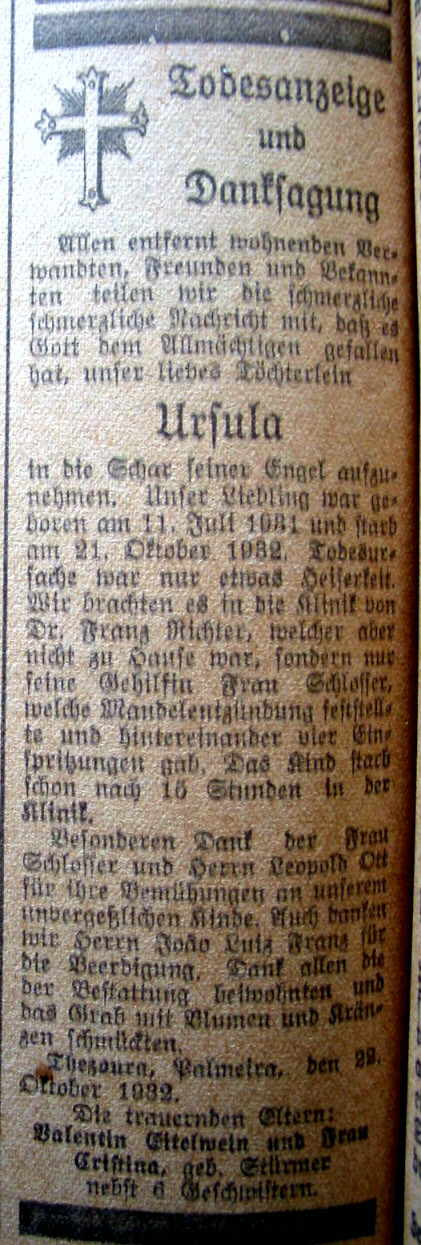 Todesanzeige
und
Danksagung
Allen entfernt wohnenden Ver-
wandten, Freunden und Bekann-
ten teilen wir die schmerzliche
schmerzliche Nachricht mit, daß es
Gott dem Allmächtigen gefallen
hat, unser liebes Töchterlein
Ursula
in die Schar seiner Engel aufzu-
nehmen. Unser Liebling war ge-
boren am 11. Juli 1931 und starb
am 21. Oktober 1932. Todesur-
sache war nur etwas Heiserkeit.
Wir brachten es in die Klinik von
Dr. Franz Richter, welcher aber
nicht zu Hause war, sondern nur
seine Gehilfin Frau Schlosser,
welche Mandelentzündung feststell-
te und hintereinander vier Ein-
spritzungen gab. Das Kind starb
schon nach 15 Stunden in der
Klinik.
Besonderen Dank der Frau
Schlosser und Herrn Leopold Ott
für ihre Bemühungen an unserem
unvergeßlichen Kinde. Auch danken
wir Herrn João Luiz Franz für
die Beerdigung. Dank allen die
der Bestattung beiwohnten und
das Grab mit Blumen und Krän-
zen schmückten.
Thezoura, Palmeira, den 22.
Oktober 1932.
Die trauernden Eltern:
Valentin Eitelwein und Frau
Cristina, geb. Stürmer
nebst 6 Geschwistern.